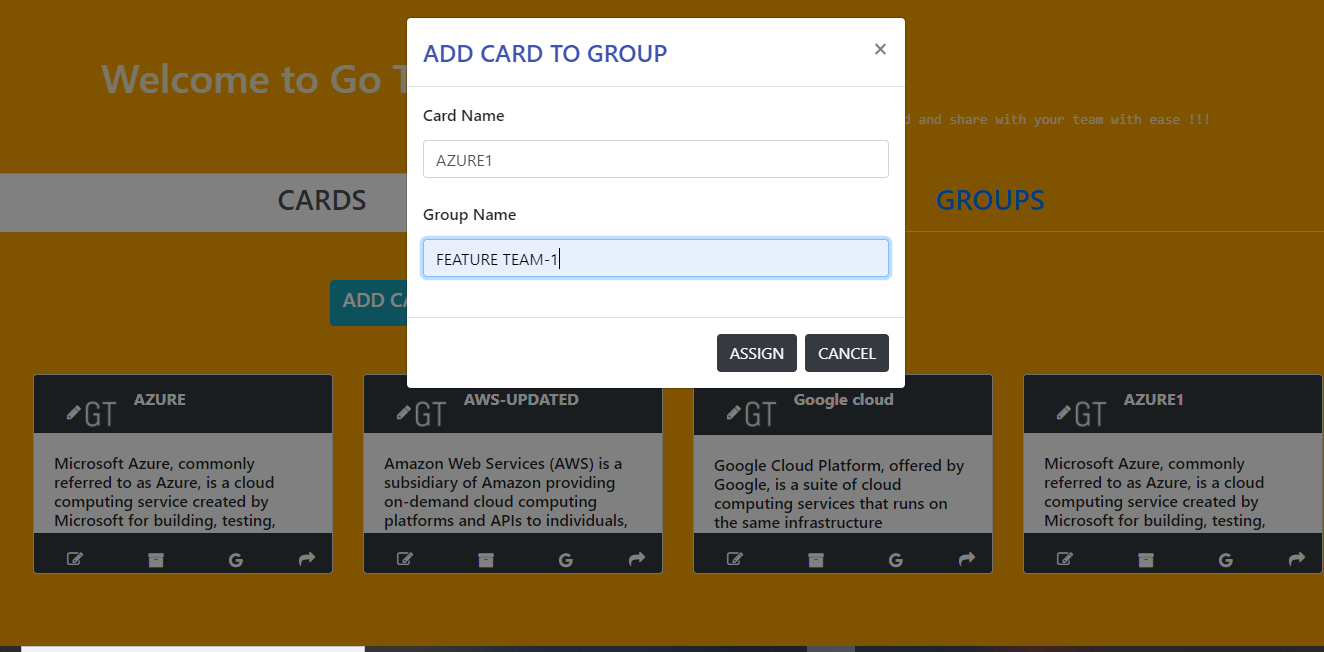 ADD CARD TO GROUP
×
Welcome to Go
and share with your team with ease !!!
Card Name
AZURE1
CARDS
GROUPS
Group Name
FEATURE TEAM-1
ADD
ASSIGN
CANCEL
GT
AZURE
Microsoft Azure, commonly
referred to as Azure, is a cloud
computing service created by
Microsoft for building, testing,
G
GT
AWS-UPDATED
Amazon Web Services (AWS) is a
subsidiary of Amazon providing
on-demand cloud computing
platforms and APIs to individuals,
G
GT
Google cloud
Google Cloud Platform, offered by
Google, is a suite of cloud
computing services that runs on
the same infrastructure
G
GT
AZURE1
Microsoft Azure, commonly
referred to as Azure, is a cloud
computing service created by
Microsoft for building, testing,
G